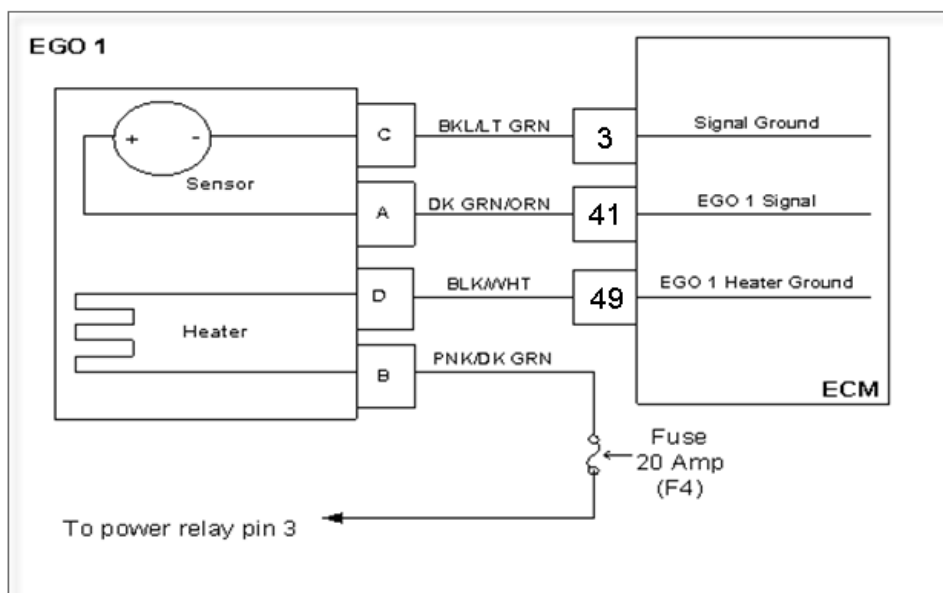 EGO 1
C
BKL/LT GRN
3
Signal Ground
Sensor
A
DK GRN/ORN
41
EGO 1 Signal
D
BLK/WHT
49
EGO 1 Heater Ground
Heater
B
PNK/DK GRN
ECM
Fuse
20 Amp
(F4)
To power relay pin 3
+
-